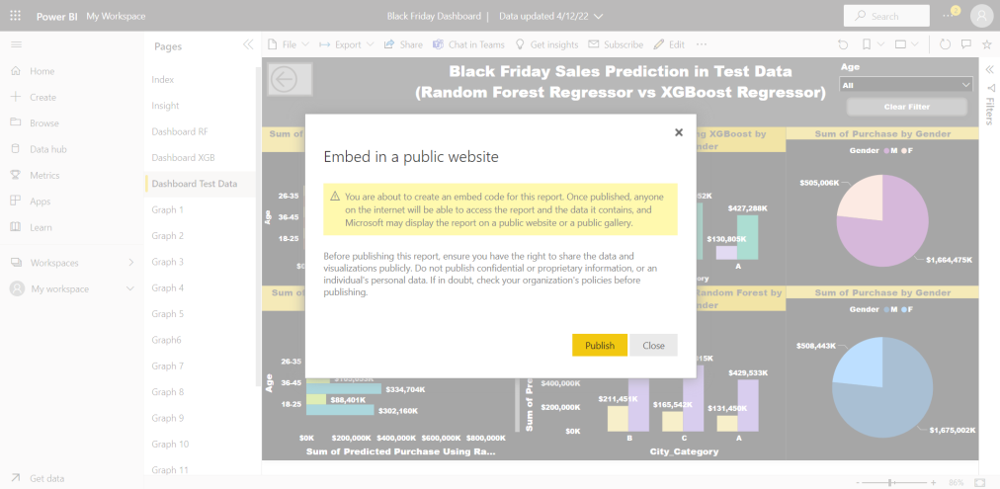 Power BI My Workspace
Black Friday Dashboard | Data updated 4/12/22
Search
2
Pages
File Export Share Chat in Teams Get insights Subscribe Edit ...
Home
Create
Browse
Data hub
Metrics
Apps
Learn
Workspaces
My workspace
Get data
Index
Insight
Dashboard RF
Dashboard XGB
Dashboard Test Data
Graph 1
Graph 2
Graph 3
Graph 4
Graph 5
Graph6
Graph 7
Graph 8
Graph 9
Graph 10
Graph 11
Black Friday Sales Prediction in Test Data
(Random Forest Regressor vs XGBoost Regressor)
Age
All
Clear Filter
Filters
Sum of
XGBoost by
Sum of Purchase by Gender
Gender M F
$505,006K
$1,664,475K
26-35
36-45
18-25
Age
$427,288K
$130,805K
A
Embed in a public website
You are about to create an embed code for this report. Once published, anyone
on the internet will be able to access the report and the data it contains, and
Microsoft may display the report on a public website or a public gallery.
Before publishing this report, ensure you have the right to share the data and
visualizations publicly. Do not publish confidential or proprietary information, or an
individual's personal data. If in doubt, check your organization's policies before
publishing.
Publish
Close
Random Forest by
Sum of Purchase by Gender
Gender M F
$508,443K
$1,675,002K
26-35
36-45
18-25
Age
$334,704K
$88,401K
$302,160K
$0K $200,000K $400,000K $600,000K $800,000K
Sum of Predicted Purchase Using Ra...
$400,000K
$200,000K
$0K
$211,451K
$165,542K
$429,533K
$131,450K
B C A
City_Category
86%